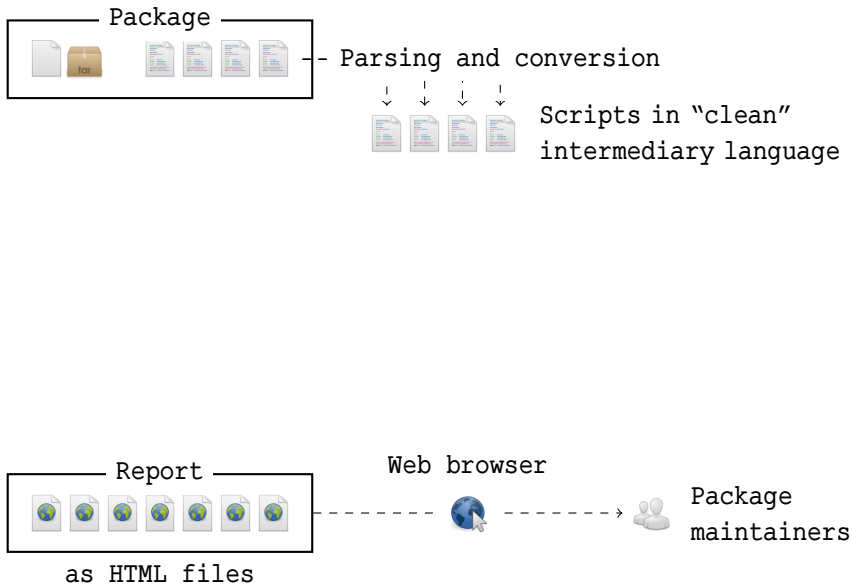 Package
tar
Parsing and conversion
Scripts in “clean”
intermediary language
Report
Web browser
Package
maintainers
as HTML files